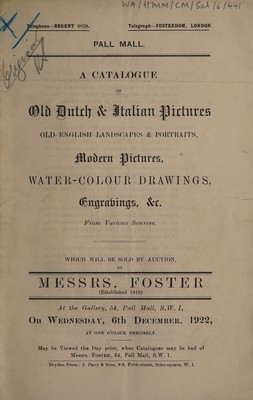 WA/HMM/CM/Sal/6/441
Telephone—REGENT 9OO. Telegraph—FOSTERDOM, LONDON
PALL MALL.
A CATALOGUE
OF
Old Dutch & Italian Pictures
OLD ENGLISH LANDSCAPES & PORTRAITS,
Modern Pictures,
WATER-COLOUR DRAWINGS,
Engravings, &c.
From Various Sources.
WHICH WILL BE SOLD BY AUCTION,
BY
MESSRS. FOSTER
(Established 1810)
At the Gallery, 54, Pall Mall, S.W. 1,
On WEDNESDAY, 6th DECEMBER, 1922,
AT ONE O'CLOCK PRECISELY.
May be Viewed the Day prior, when Catalogues may be had of
Messrs. FOSTER, 54, Pall Mall, S.W. 1.
Dryden Press: J. Davy & Sons, 8-9, Frith-street, Soho-square, W. 1.